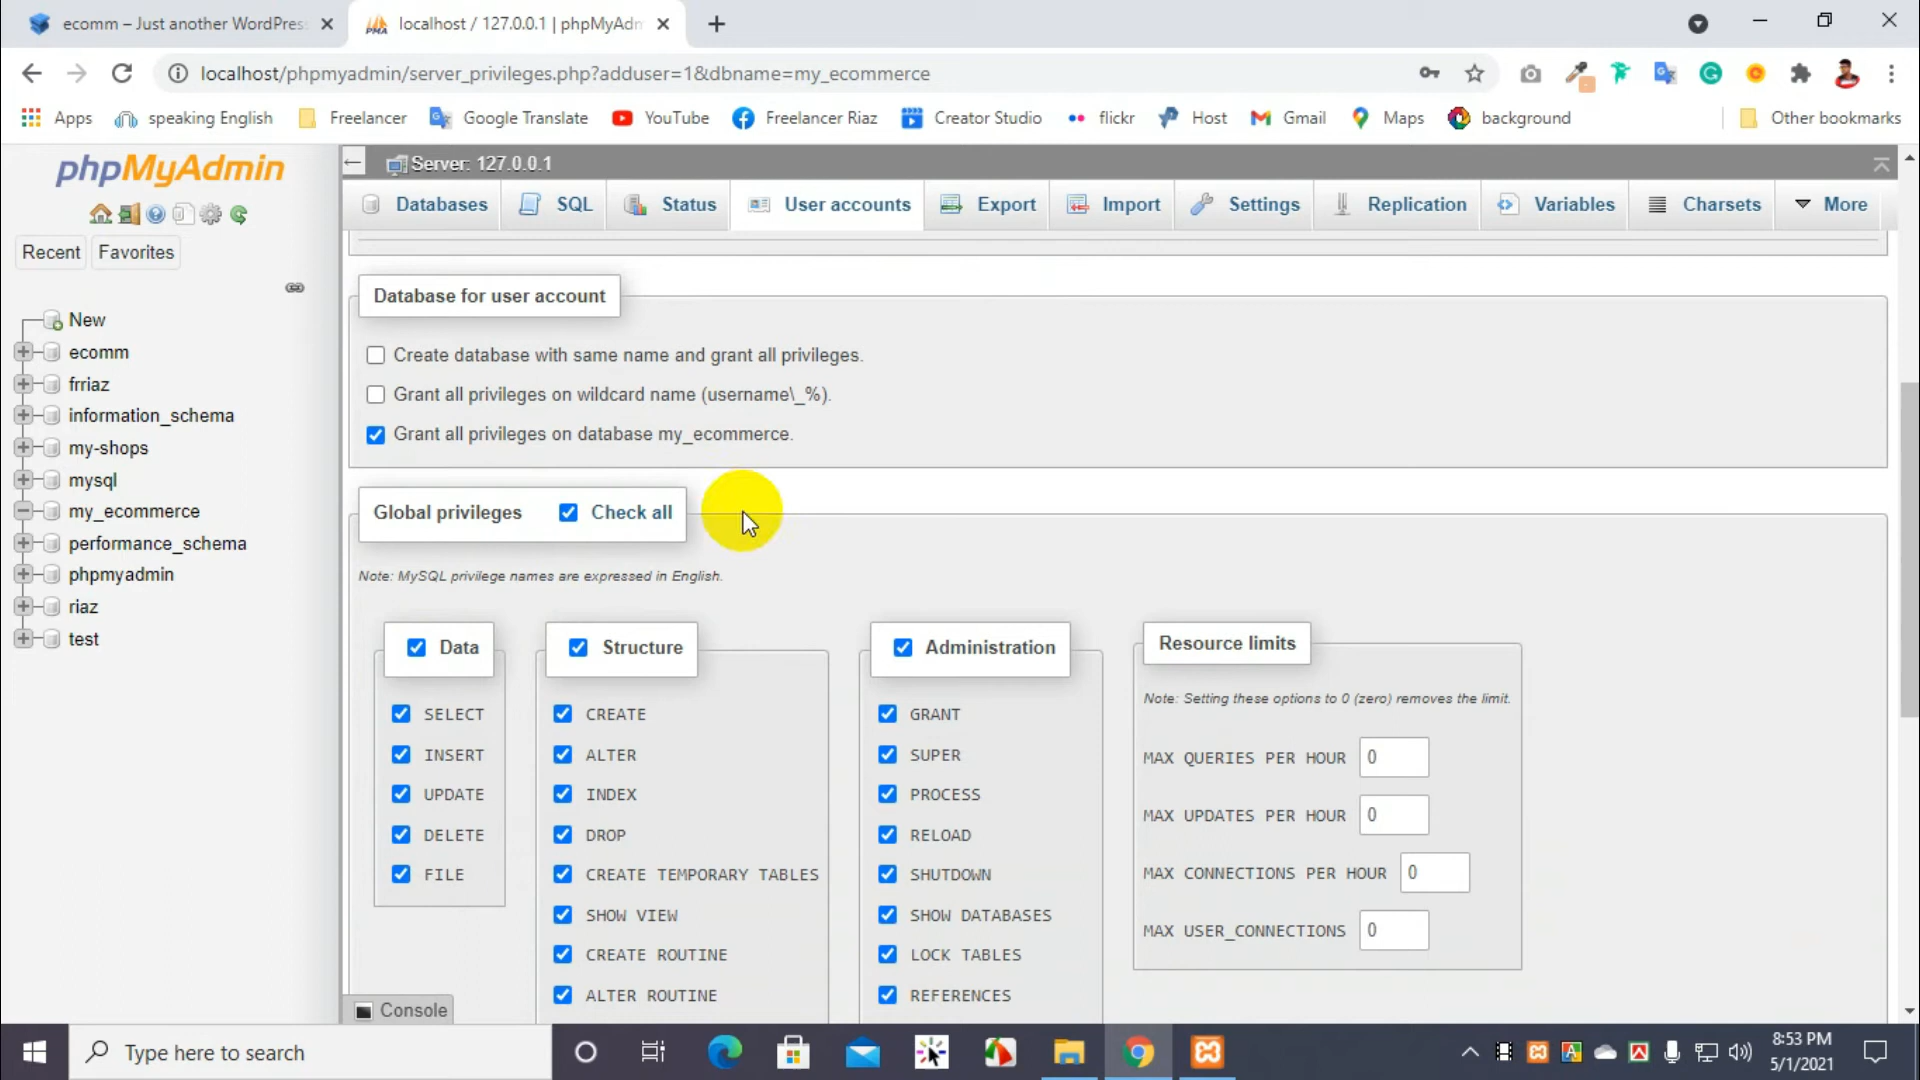 ecomm – Just another WordPres
localhost / 127.0.0.1 | phpMyAdm
localhost/phpmyadmin/server_privileges.php?adduser=1&dbname=my_ecommerce
Apps speaking English Freelancer Google Translate YouTube Freelancer Riaz Creator Studio flickr Host Gmail Maps background Other bookmarks
phpMyAdmin
Recent Favorites
New
ecomm
frriaz
information_schema
my-shops
mysql
my_ecommerce
performance_schema
phpmyadmin
riaz
test
Server: 127.0.0.1
Databases SQL Status User accounts Export Import Settings Replication Variables Charsets More
Database for user account
Create database with same name and grant all privileges.
Grant all privileges on wildcard name (username\_%).
Grant all privileges on database my_ecommerce.
Global privileges Check all
Note: MySQL privilege names are expressed in English.
Data
SELECT
INSERT
UPDATE
DELETE
FILE
Structure
CREATE
ALTER
INDEX
DROP
CREATE TEMPORARY TABLES
SHOW VIEW
CREATE ROUTINE
ALTER ROUTINE
Administration
GRANT
SUPER
PROCESS
RELOAD
SHUTDOWN
SHOW DATABASES
LOCK TABLES
REFERENCES
Resource limits
Note: Setting these options to 0 (zero) removes the limit.
MAX QUERIES PER HOUR 0
MAX UPDATES PER HOUR 0
MAX CONNECTIONS PER HOUR 0
MAX USER_CONNECTIONS 0
Console
Type here to search
8:53 PM
5/1/2021